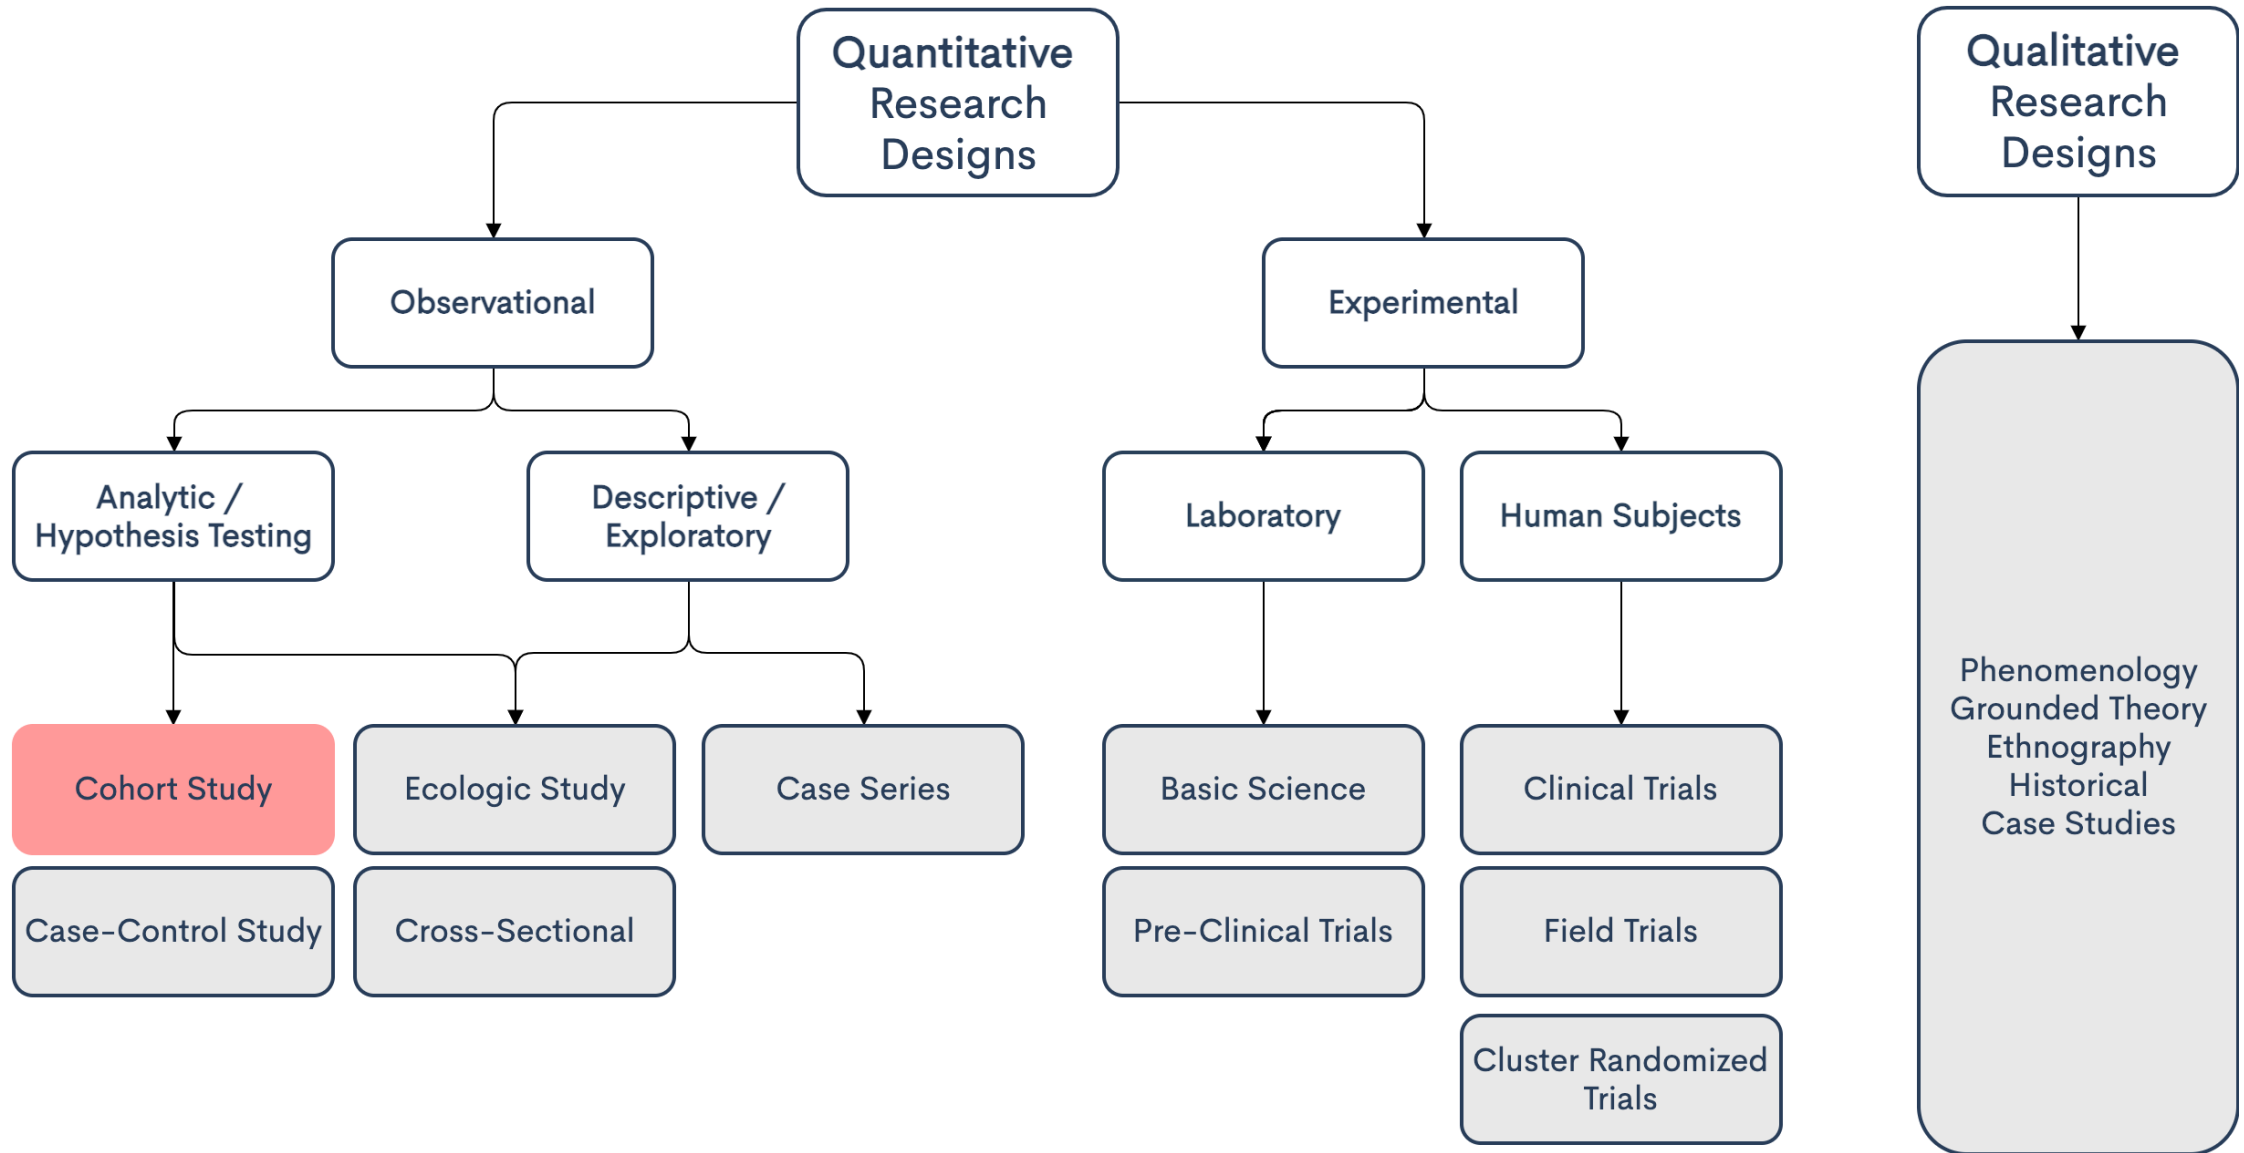 Quantitative
Research
Designs
Qualitative
Research
Designs
Observational
Experimental
Analytic /
Hypothesis Testing
Descriptive /
Exploratory
Laboratory
Human Subjects
Cohort Study
Ecologic Study
Case Series
Basic Science
Clinical Trials
Case-Control Study
Cross-Sectional
Pre-Clinical Trials
Field Trials
Cluster Randomized
Trials
Phenomenology
Grounded Theory
Ethnography
Historical
Case Studies